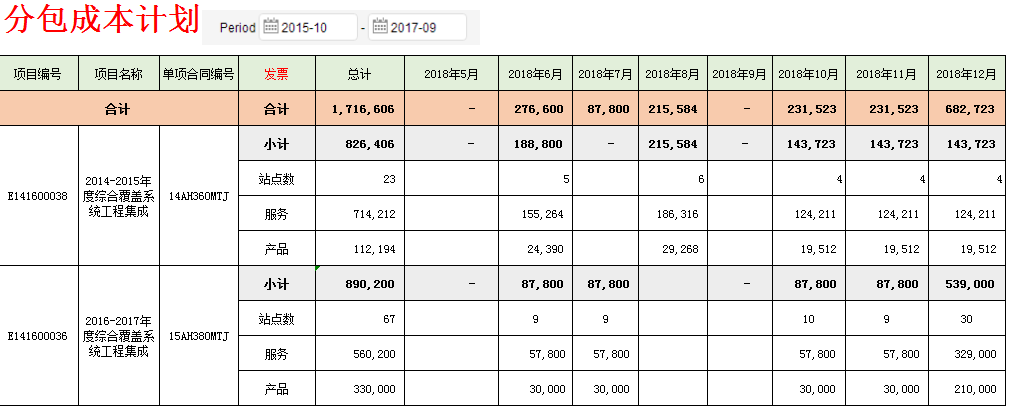 分包成本计划
Period 2015-10 - 2017-09
项目编号 项目名称 单项合同编号 发票 总计 2018年5月 2018年6月 2018年7月 2018年8月 2018年9月 2018年10月 2018年11月 2018年12月
合计 合计 1,716,606 - 276,600 87,800 215,584 - 231,523 231,523 682,723
E141600038
2014-2015年
度综合覆盖系
统工程集成
14AH360MTJ
小计 826,406 - 188,800 - 215,584 - 143,723 143,723 143,723
站点数 23 5 6 4 4 4
服务 714,212 155,264 186,316 124,211 124,211 124,211
产品 112,194 24,390 29,268 19,512 19,512 19,512
E141600036
2016-2017年
度综合覆盖系
统工程集成
15AH380MTJ
小计 890,200 - 87,800 87,800 - 87,800 87,800 539,000
站点数 67 9 9 10 9 30
服务 560,200 57,800 57,800 57,800 57,800 329,000
产品 330,000 30,000 30,000 30,000 30,000 210,000